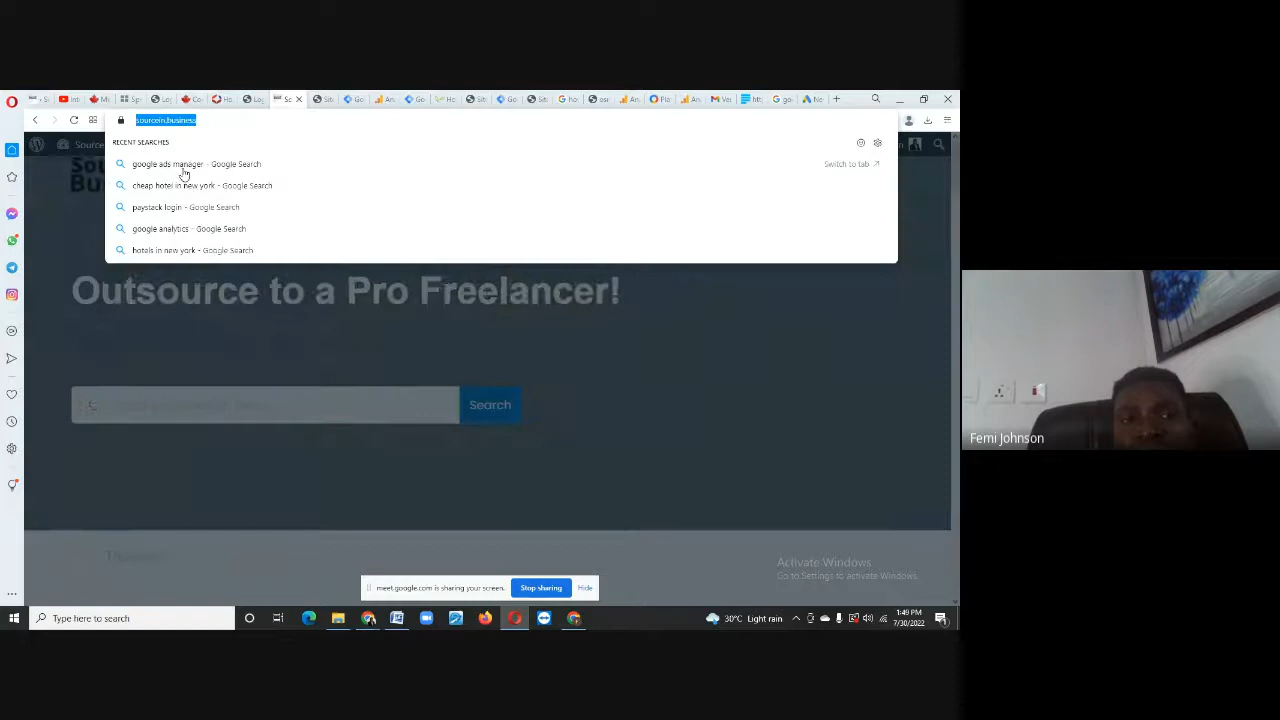 sourcein.business
RECENT SEARCHES
google ads manager - Google Search
Switch to tab
cheap hotel in new york - Google Search
paystack login - Google Search
google analytics - Google Search
hotels in new york - Google Search
Outsource to a Pro Freelancer!
Search
Femi Johnson
Activate Windows
Go to Settings to activate Windows.
meet.google.com is sharing your screen.
Stop sharing
Hide
Type here to search
30°C Light rain
1:49 PM
7/30/2022